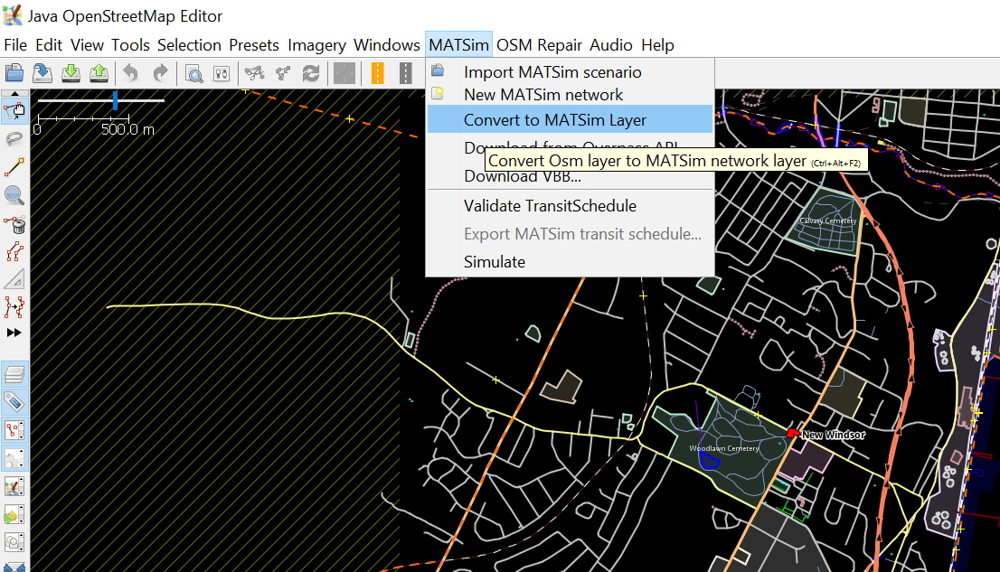 Java OpenStreetMap Editor
File Edit View Tools Selection Presets Imagery Windows MATSim OSM Repair Audio Help
Import MATSim scenario
New MATSim network
Convert to MATSim Layer
Download from Overpass API
Convert Osm layer to MATSim network layer (Ctrl+Alt+F2)
Download VBB...
Validate TransitSchedule
Export MATSim transit schedule...
Simulate
0 500.0 m
Calvary Cemetery
New Windsor
Woodlawn Cemetery